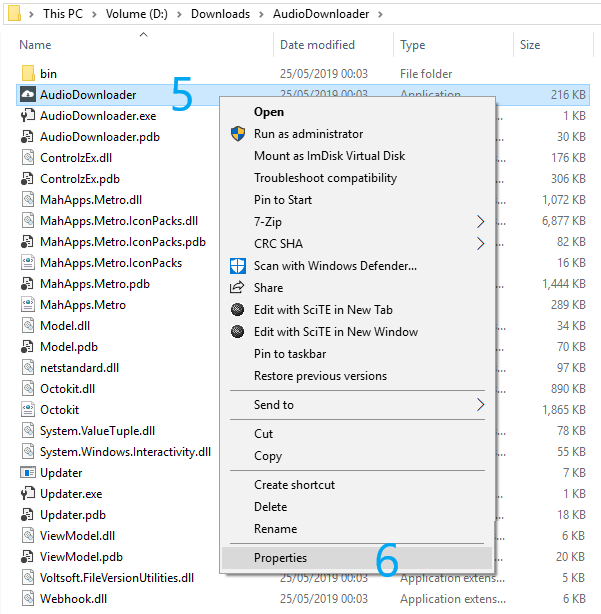 This PC > Volume (D:) > Downloads > AudioDownloader >
Name Date modified Type Size
bin 25/05/2019 00:03 File folder
AudioDownloader 25/05/2019 00:03 Application 216 KB
5
AudioDownloader.exe 1 KB
AudioDownloader.pdb 30 KB
ControlzEx.dll 176 KB
ControlzEx.pdb 306 KB
MahApps.Metro.dll 1,072 KB
MahApps.Metro.IconPacks.dll 6,877 KB
MahApps.Metro.IconPacks.pdb 82 KB
MahApps.Metro.IconPacks 16 KB
MahApps.Metro.pdb 1,444 KB
MahApps.Metro 289 KB
Model.dll 34 KB
Model.pdb 70 KB
netstandard.dll 97 KB
Octokit.dll 890 KB
Octokit 1,865 KB
System.ValueTuple.dll 78 KB
System.Windows.Interactivity.dll 55 KB
Updater 7 KB
Updater.exe 1 KB
Updater.pdb 18 KB
ViewModel.dll 6 KB
ViewModel.pdb 20 KB
Voltsoft.FileVersionUtilities.dll 25/05/2019 00:03 Application extens... 6 KB
Webhook.dll 25/05/2019 00:03 Application extens... 6 KB
Open
Run as administrator
Mount as ImDisk Virtual Disk
Troubleshoot compatibility
Pin to Start
7-Zip
CRC SHA
Scan with Windows Defender...
Share
Edit with SciTE in New Tab
Edit with SciTE in New Window
Pin to taskbar
Restore previous versions
Send to
Cut
Copy
Create shortcut
Delete
Rename
Properties
6